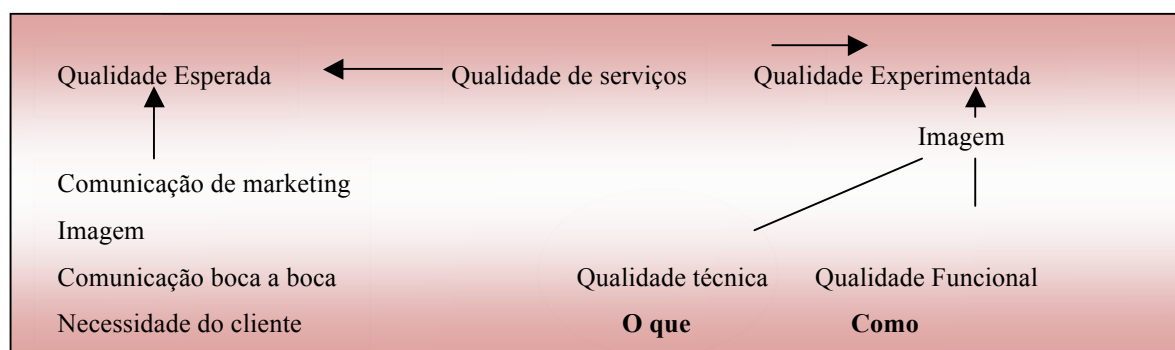 Qualidade Esperada Qualidade de serviços Qualidade Experimentada
Imagem
Comunicação de marketing
Imagem
Comunicação boca a boca
Necessidade do cliente
Qualidade técnica Qualidade Funcional
O que Como